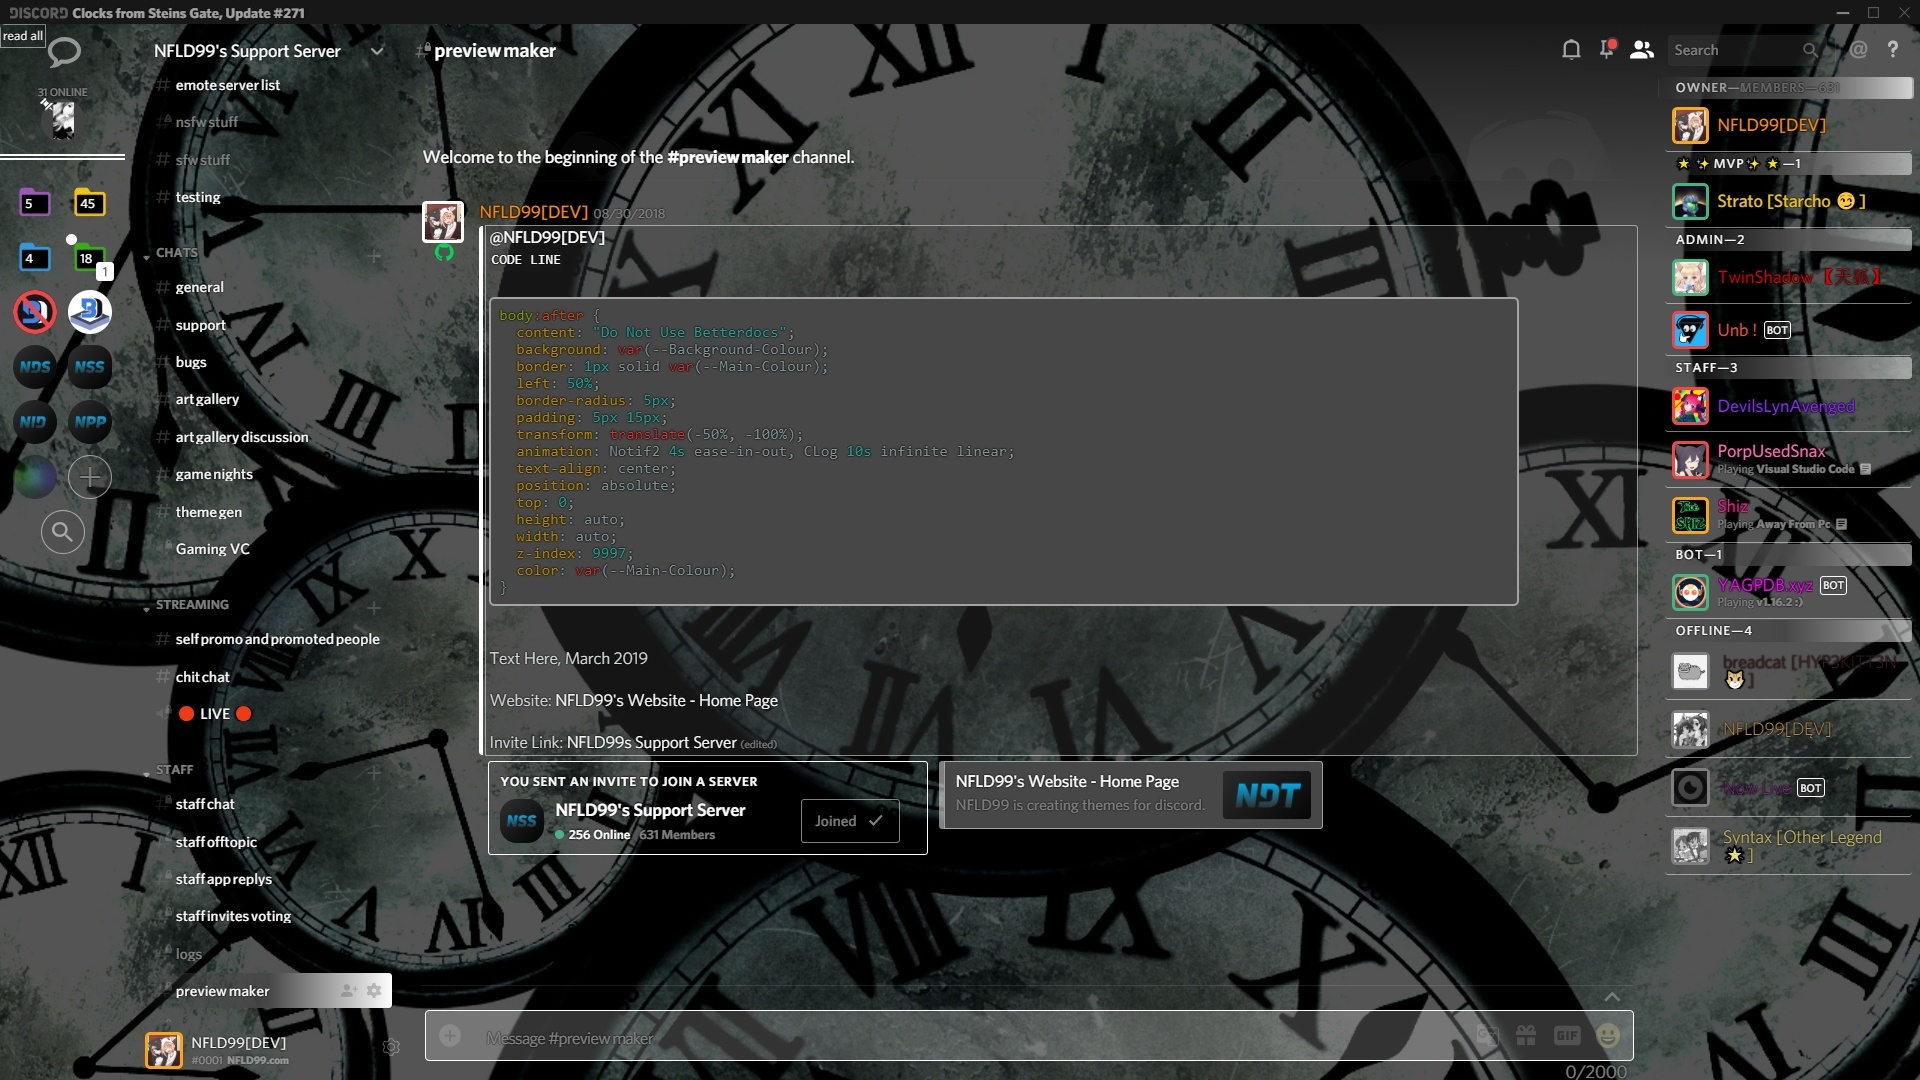 DISCORD Clocks from Steins Gate, Update #271
read all
31 ONLINE
5
45
4
18
1
NDS
NSS
NID
NPP
NFLD99's Support Server
emote server list
nsfw stuff
sfw stuff
testing
CHATS
general
support
bugs
art gallery
art gallery discussion
game nights
theme gen
Gaming VC
STREAMING
self promo and promoted people
chit chat
LIVE
STAFF
staff chat
staff offtopic
staff app replys
staff invites voting
logs
preview maker
NFLD99[DEV]
#0001 NFLD99.com
preview maker
Search
Welcome to the beginning of the #preview maker channel.
NFLD99[DEV] 08/30/2018
@NFLD99[DEV]
CODE LINE
body:after {
content: "Do Not Use Betterdocs";
background: var(--Background-Colour);
border: 1px solid var(--Main-Colour);
left: 50%;
border-radius: 5px;
padding: 5px 15px;
transform: translate(-50%, -100%);
animation: Notif2 4s ease-in-out, CLog 10s infinite linear;
text-align: center;
position: absolute;
top: 0;
height: auto;
width: auto;
z-index: 9997;
color: var(--Main-Colour);
}
Text Here, March 2019
Website: NFLD99's Website - Home Page
Invite Link: NFLD99s Support Server (edited)
YOU SENT AN INVITE TO JOIN A SERVER
NSS
NFLD99's Support Server
256 Online 631 Members
Joined
NFLD99's Website - Home Page
NFLD99 is creating themes for discord.
NDT
Message #preview maker
GIF
0/2000
OWNER—MEMBERS—631
NFLD99[DEV]
MVP—1
Strato [Starcho 😏 ]
ADMIN—2
TwinShadow 【天狐】
Unb ! BOT
STAFF—3
DevilsLynAvenged
PorpUsedSnax
Playing Visual Studio Code
Shiz
Playing Away From Pc
BOT—1
YAGPDB.xyz BOT
Playing v1.16.2 :)
OFFLINE—4
breadcat [HYP3KITT3N
]
NFLD99[DEV]
BOT
Syntax [Other Legend
]